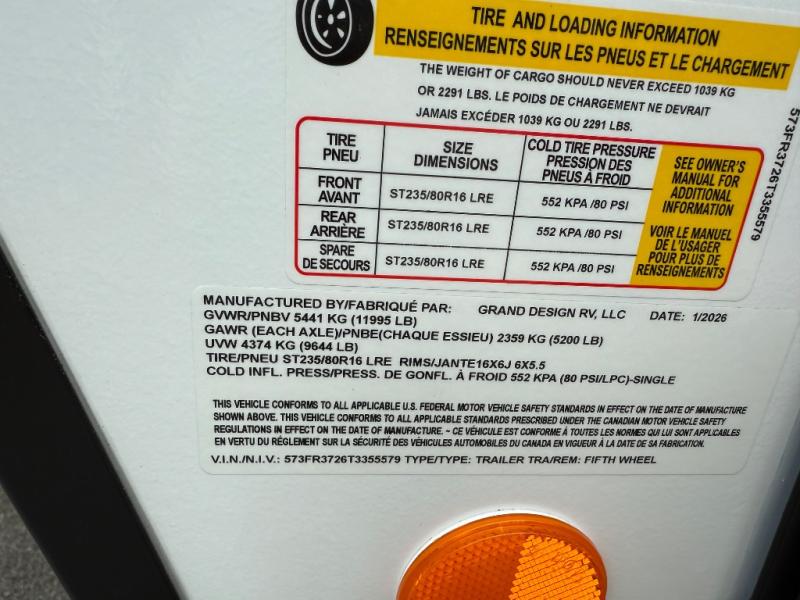 TIRE AND LOADING INFORMATION
RENSEIGNEMENTS SUR LES PNEUS ET LE CHARGEMENT
THE WEIGHT OF CARGO SHOULD NEVER EXCEED 1039 KG
OR 2291 LBS. LE POIDS DE CHARGEMENT NE DEVRAIT
JAMAIS EXCÉDER 1039 KG OU 2291 LBS.
TIRE
PNEU
SIZE
DIMENSIONS
COLD TIRE PRESSURE
PRESSION DES
PNEUS À FROID
FRONT
AVANT
ST235/80R16 LRE
552 KPA /80 PSI
REAR
ARRIÈRE
ST235/80R16 LRE
552 KPA /80 PSI
SPARE
DE SECOURS
ST235/80R16 LRE
552 KPA /80 PSI
SEE OWNER'S
MANUAL FOR
ADDITIONAL
INFORMATION
VOIR LE MANUEL
DE L'USAGER
POUR PLUS DE
RENSEIGNEMENTS
573FR3726T3355579
MANUFACTURED BY/FABRIQUÉ PAR: GRAND DESIGN RV, LLC DATE: 1/2026
GVWR/PNBV 5441 KG (11995 LB)
GAWR (EACH AXLE)/PNBE(CHAQUE ESSIEU) 2359 KG (5200 LB)
UVW 4374 KG (9644 LB)
TIRE/PNEU ST235/80R16 LRE RIMS/JANTE16X6J 6X5.5
COLD INFL. PRESS/PRESS. DE GONFL. À FROID 552 KPA (80 PSI/LPC)-SINGLE
THIS VEHICLE CONFORMS TO ALL APPLICABLE U.S. FEDERAL MOTOR VEHICLE SAFETY STANDARDS IN EFFECT ON THE DATE OF MANUFACTURE
SHOWN ABOVE. THIS VEHICLE CONFORMS TO ALL APPLICABLE STANDARDS PRESCRIBED UNDER THE CANADIAN MOTOR VEHICLE SAFETY
REGULATIONS IN EFFECT ON THE DATE OF MANUFACTURE. ~ CE VÉHICULE EST CONFORME À TOUTES LES NORMES QUI LUI SONT APPLICABLES
EN VERTU DU RÉGLEMENT SUR LA SÉCURITÉ DES VÉHICULES AUTOMOBILES DU CANADA EN VIGUEUR À LA DATE DE SA FABRICATION.
V.I.N./N.I.V.: 573FR3726T3355579 TYPE/TYPE: TRAILER TRA/REM: FIFTH WHEEL